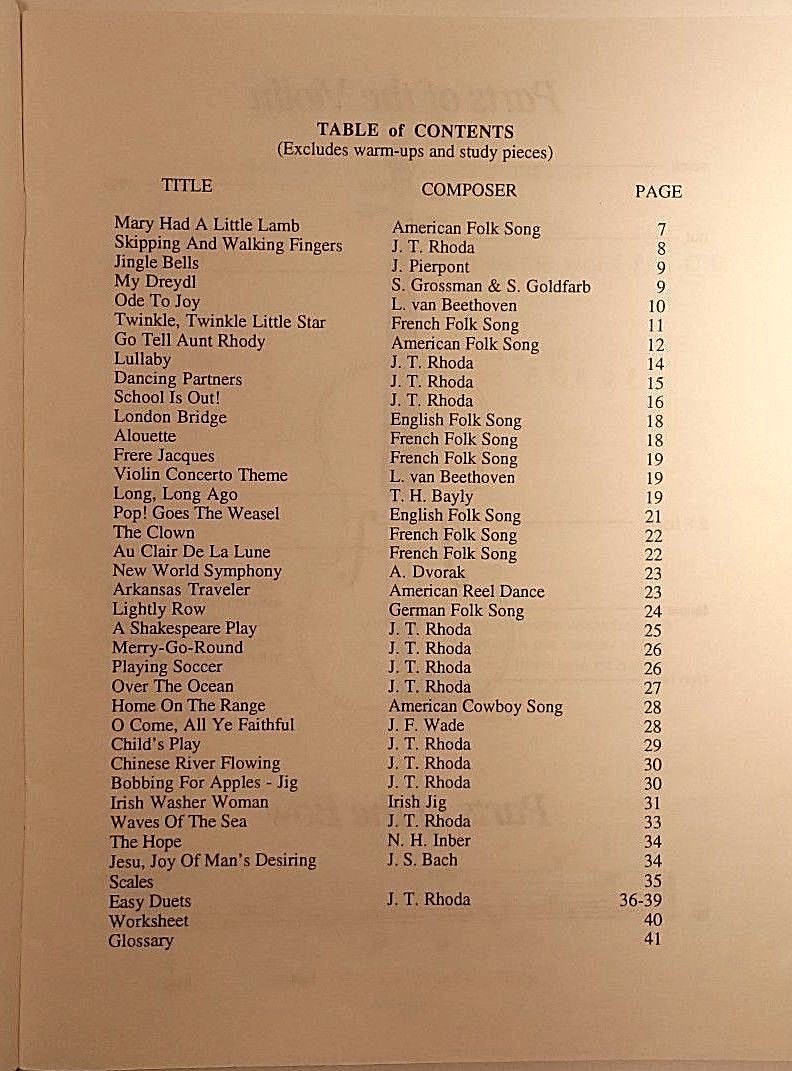 Parts of the Violin
TABLE of CONTENTS
(Excludes warm-ups and study pieces)
TITLE COMPOSER PAGE
Mary Had A Little Lamb American Folk Song 7
Skipping And Walking Fingers J. T. Rhoda 8
Jingle Bells J. Pierpont 9
My Dreydl S. Grossman & S. Goldfarb 9
Ode To Joy L. van Beethoven 10
Twinkle, Twinkle Little Star French Folk Song 11
Go Tell Aunt Rhody American Folk Song 12
Lullaby J. T. Rhoda 14
Dancing Partners J. T. Rhoda 15
School Is Out! J. T. Rhoda 16
London Bridge English Folk Song 18
Alouette French Folk Song 18
Frere Jacques French Folk Song 19
Violin Concerto Theme L. van Beethoven 19
Long, Long Ago T. H. Bayly 19
Pop! Goes The Weasel English Folk Song 21
The Clown French Folk Song 22
Au Clair De La Lune French Folk Song 22
New World Symphony A. Dvorak 23
Arkansas Traveler American Reel Dance 23
Lightly Row German Folk Song 24
A Shakespeare Play J. T. Rhoda 25
Merry-Go-Round J. T. Rhoda 26
Playing Soccer J. T. Rhoda 26
Over The Ocean J. T. Rhoda 27
Home On The Range American Cowboy Song 28
O Come, All Ye Faithful J. F. Wade 28
Child's Play J. T. Rhoda 29
Chinese River Flowing J. T. Rhoda 30
Bobbing For Apples - Jig J. T. Rhoda 30
Irish Washer Woman Irish Jig 31
Waves Of The Sea J. T. Rhoda 33
The Hope N. H. Inber 34
Jesu, Joy Of Man's Desiring J. S. Bach 34
Scales 35
Easy Duets J. T. Rhoda 36-39
Worksheet 40
Glossary 41